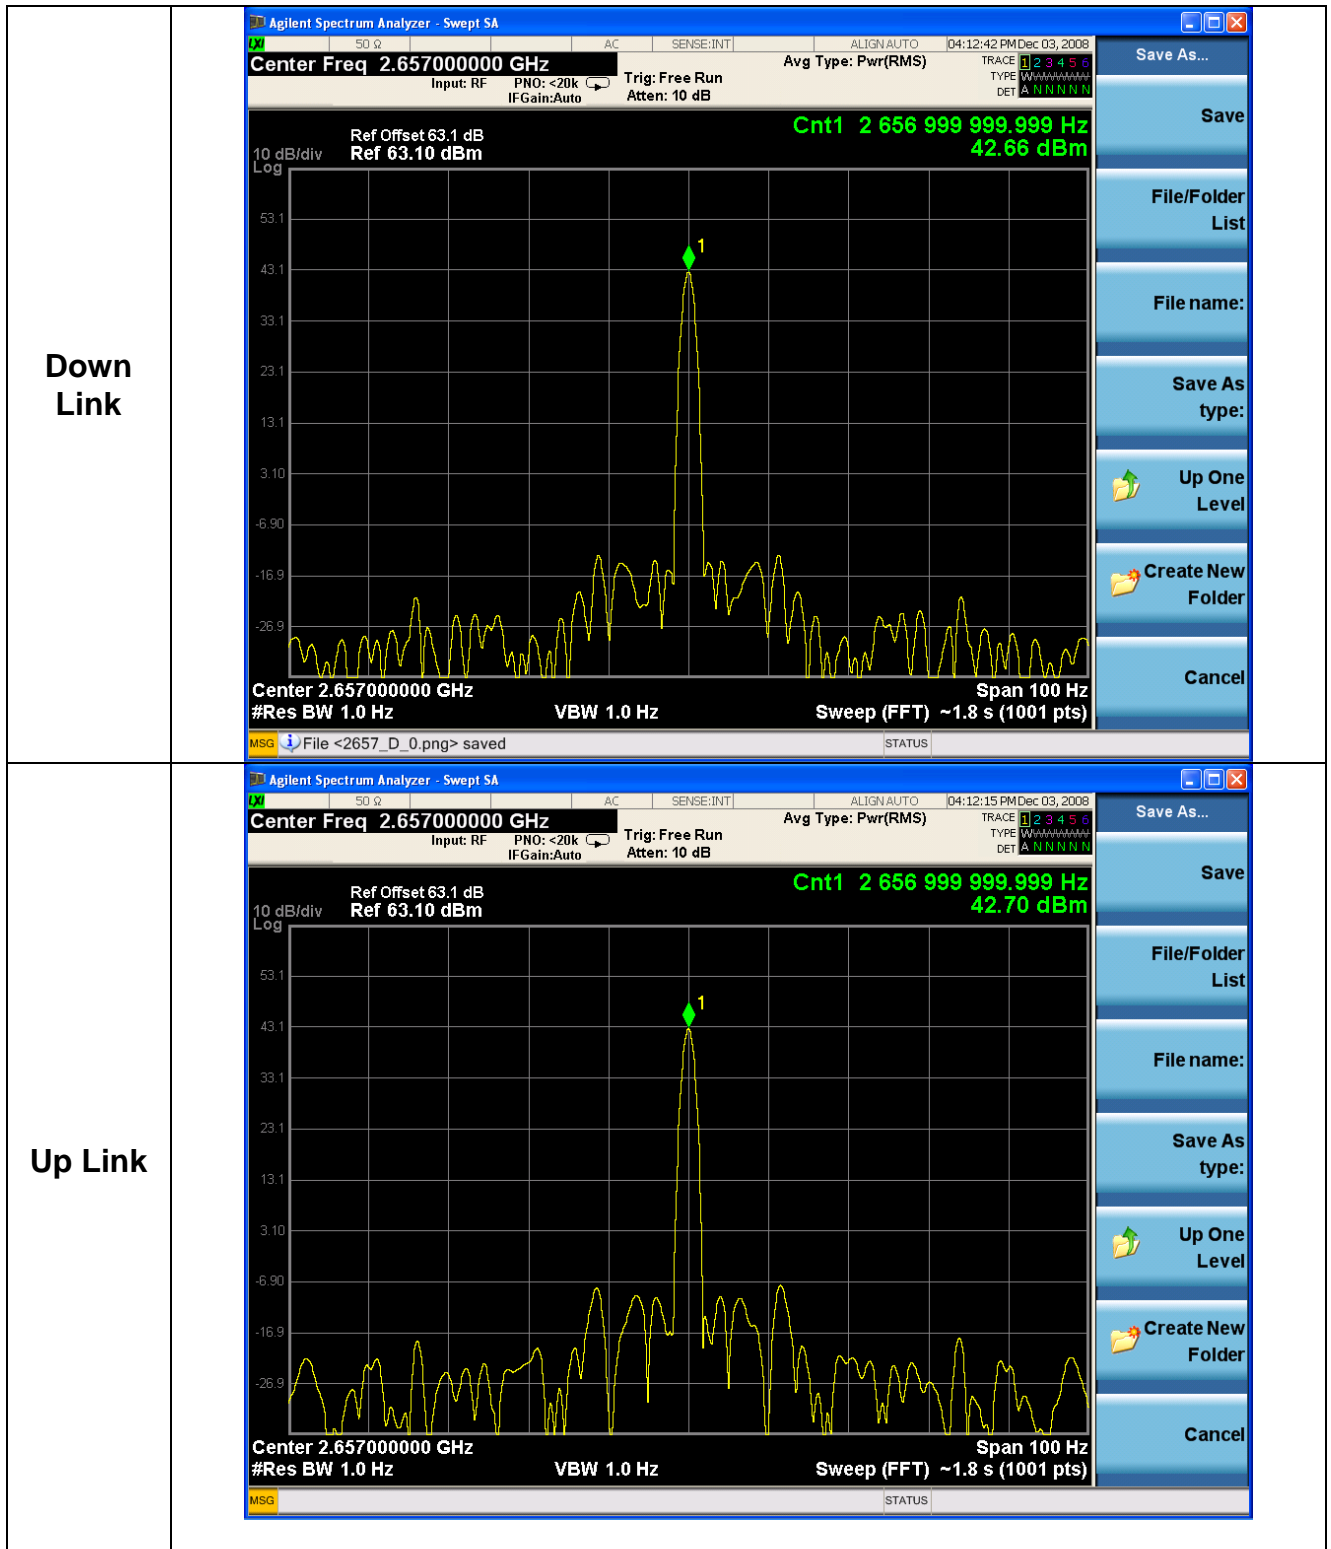 Down
Link
Agilent Spectrum Analyzer - Swept SA
LXI 50 Ω AC SENSE:INT ALIGN AUTO 04:12:42 PM Dec 03, 2008
Center Freq 2.657000000 GHz
Input: RF PNO: <20k
IFGain:Auto
Trig: Free Run
Atten: 10 dB
Avg Type: Pwr(RMS)
TRACE 1 2 3 4 5 6
TYPE
DET A N N N N N
Cnt1 2 656 999 999.999 Hz
42.66 dBm
Ref Offset 63.1 dB
10 dB/div Ref 63.10 dBm
Log
53.1
1
43.1
33.1
23.1
13.1
3.10
-6.90
-16.9
-26.9
Center 2.657000000 GHz Span 100 Hz
#Res BW 1.0 Hz VBW 1.0 Hz Sweep (FFT) ~1.8 s (1001 pts)
MSG File <2657_D_0.png> saved STATUS
Save As...
Save
File/Folder
List
File name:
Save As
type:
Up One
Level
Create New
Folder
Cancel
Up Link
Agilent Spectrum Analyzer - Swept SA
LXI 50 Ω AC SENSE:INT ALIGN AUTO 04:12:15 PM Dec 03, 2008
Center Freq 2.657000000 GHz
Input: RF PNO: <20k
IFGain:Auto
Trig: Free Run
Atten: 10 dB
Avg Type: Pwr(RMS)
TRACE 1 2 3 4 5 6
TYPE
DET A N N N N N
Cnt1 2 656 999 999.999 Hz
42.70 dBm
Ref Offset 63.1 dB
10 dB/div Ref 63.10 dBm
Log
53.1
1
43.1
33.1
23.1
13.1
3.10
-6.90
-16.9
-26.9
Center 2.657000000 GHz Span 100 Hz
#Res BW 1.0 Hz VBW 1.0 Hz Sweep (FFT) ~1.8 s (1001 pts)
MSG STATUS
Save As...
Save
File/Folder
List
File name:
Save As
type:
Up One
Level
Create New
Folder
Cancel